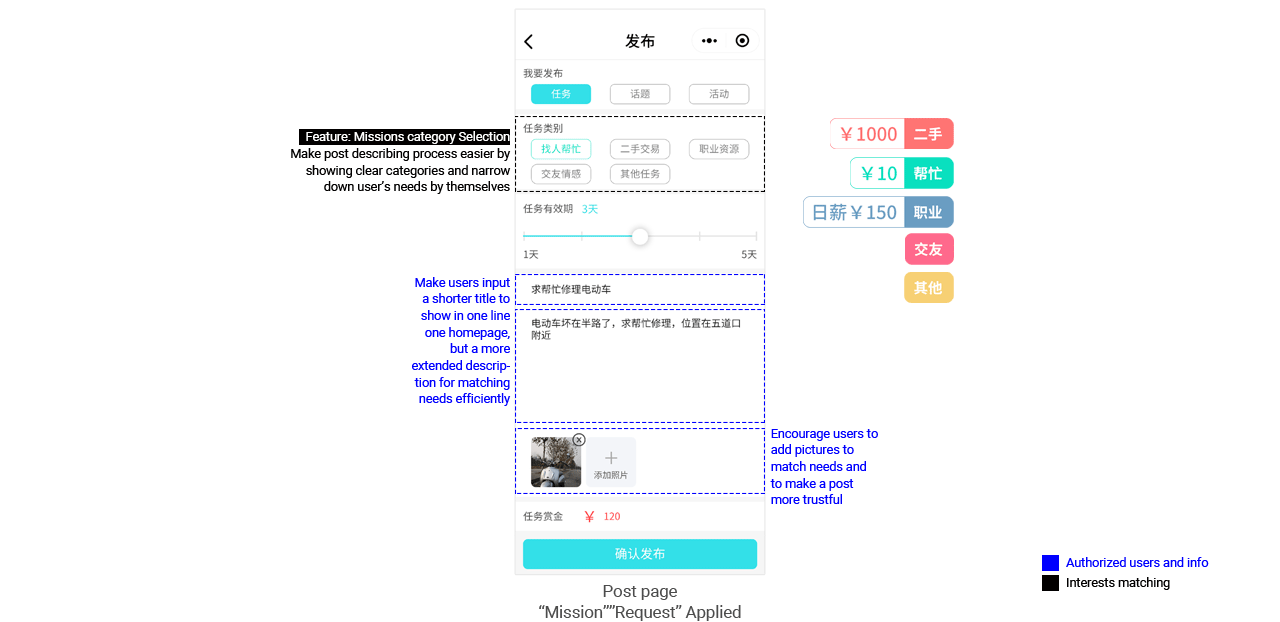 发布
我要发布
任务
话题
活动
Feature: Missions category Selection
Make post describing process easier by
showing clear categories and narrow
down user's needs by themselves
任务类别
找人帮忙
二手交易
职业资源
交友情感
其他任务
¥1000 二手
¥10 帮忙
日薪¥150 职业
交友
其他
任务有效期 3天
1天
5天
Make users input
a shorter title to
show in one line
one homepage,
but a more
extended descrip-
tion for matching
needs efficiently
求帮忙修理电动车
电动车坏在半路了，求帮忙修理，位置在五道口
附近
添加照片
Encourage users to
add pictures to
match needs and
to make a post
more trustful
任务赏金 ¥ 120
确认发布
Authorized users and info
Interests matching
Post page
“Mission””Request” Applied